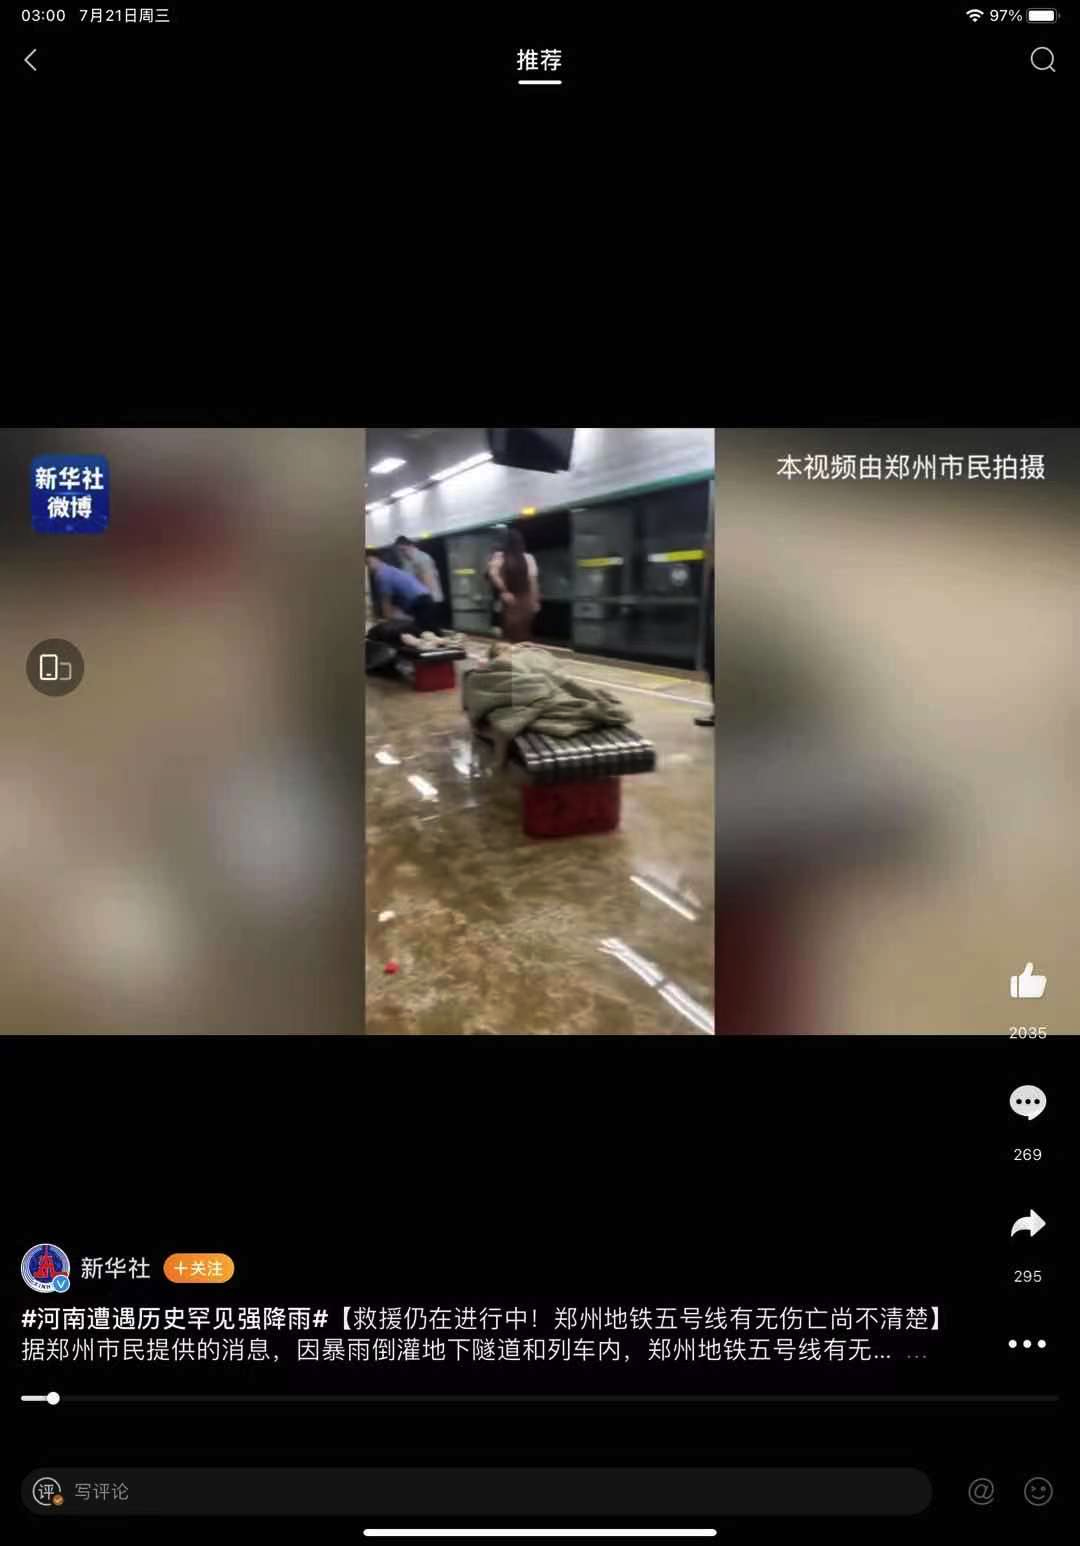 03:00 7月21日周三
97%
推荐
新华社
微博
本视频由郑州市民拍摄
2035
269
295
新华社 +关注
#河南遭遇历史罕见强降雨#【救援仍在进行中！郑州地铁五号线有无伤亡尚不清楚】
据郑州市民提供的消息，因暴雨倒灌地下隧道和列车内，郑州地铁五号线有无... ...
评 写评论 @